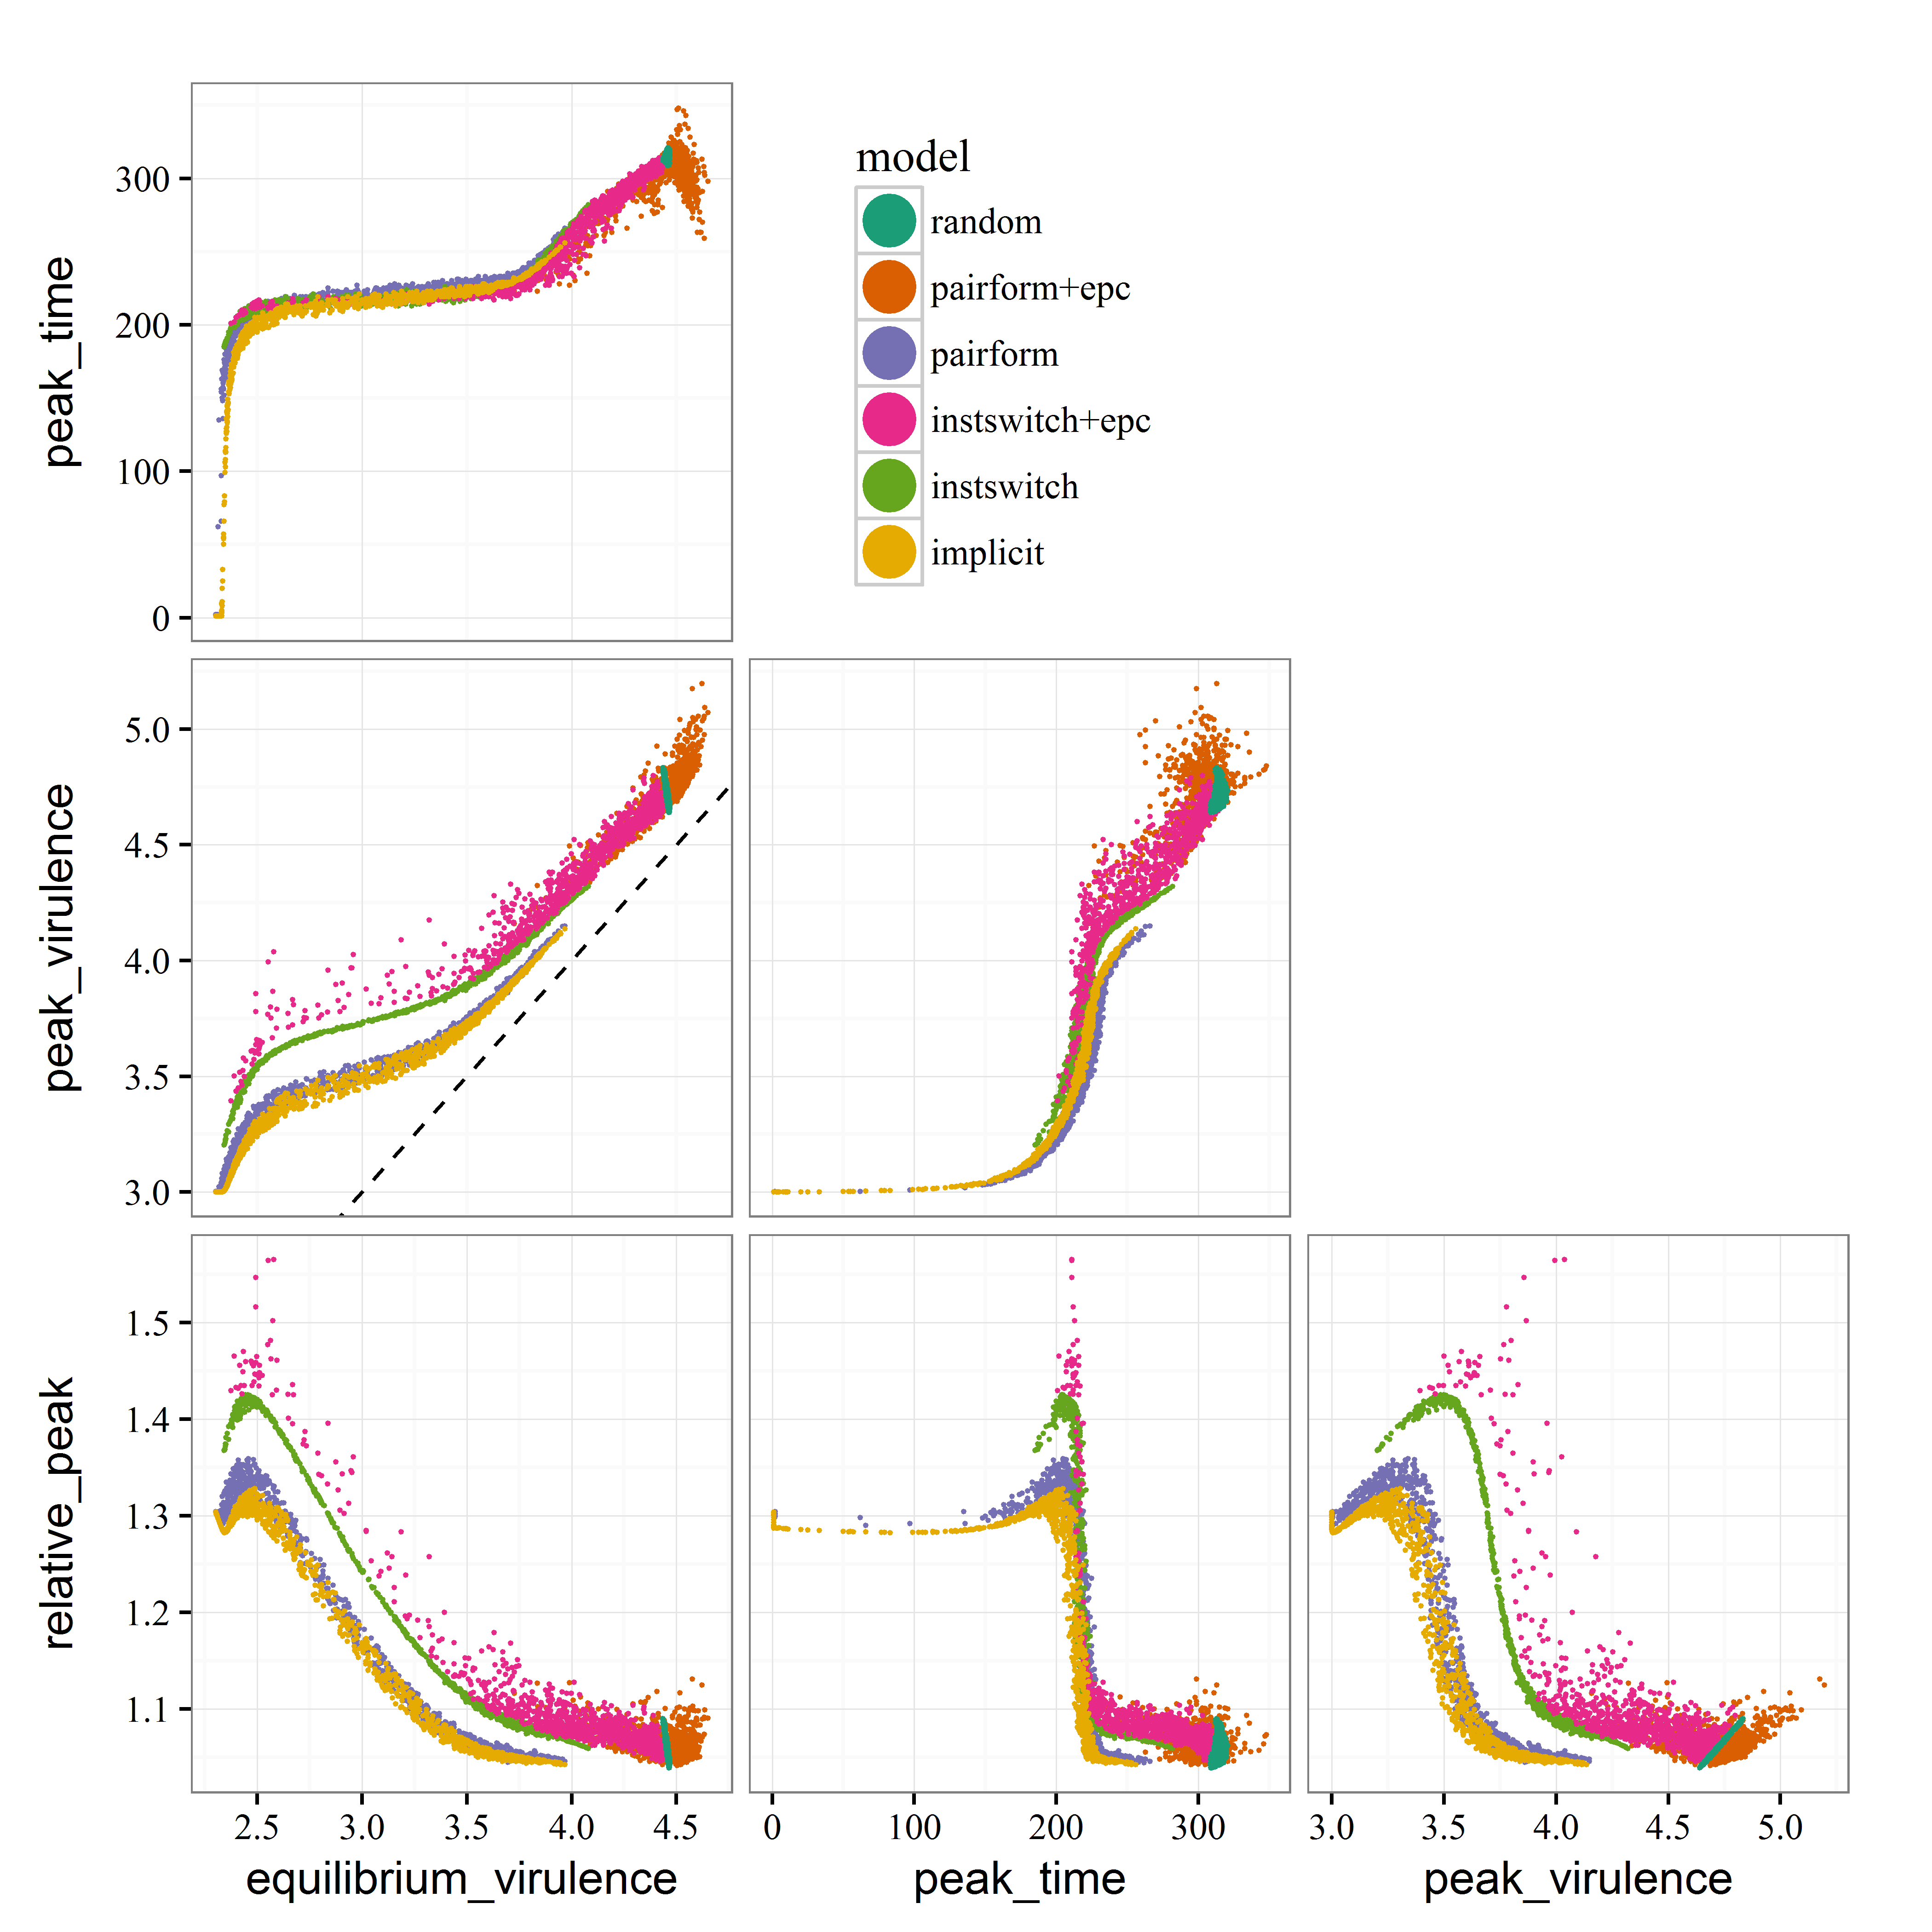 model
random
pairform+epc
pairform
instswitch+epc
instswitch
implicit
peak_time
300
200
100
0
peak_virulence
5.0
4.5
4.0
3.5
3.0
relative_peak
1.5
1.4
1.3
1.2
1.1
2.5 3.0 3.5 4.0 4.5
0 100 200 300
3.0 3.5 4.0 4.5 5.0
equilibrium_virulence
peak_time
peak_virulence